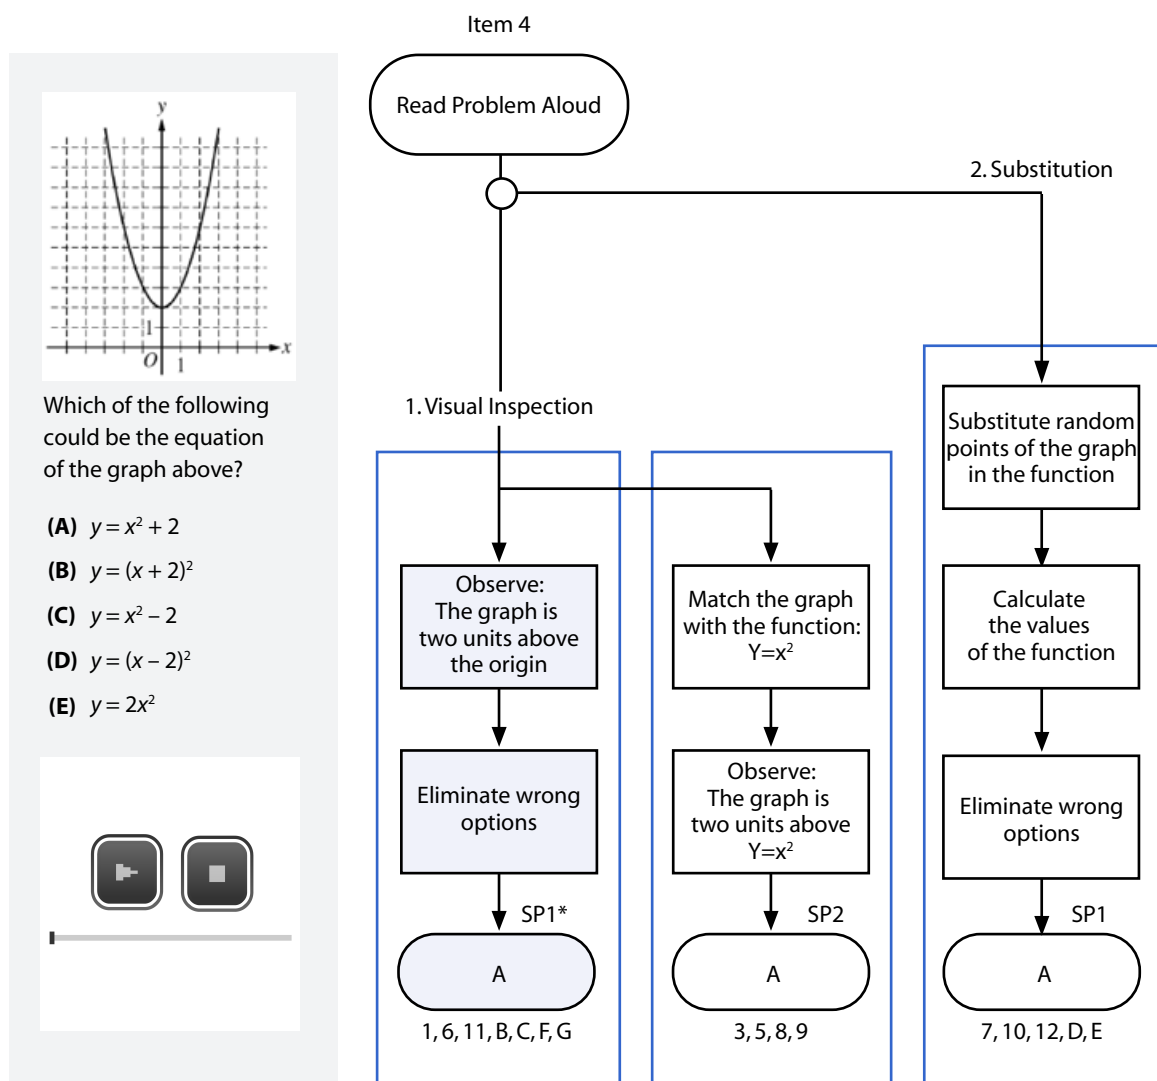 Item 4
Read Problem Aloud
y
x
1
O
1
Which of the following
could be the equation
of the graph above?
(A) y = x² + 2
(B) y = (x + 2)²
(C) y = x² – 2
(D) y = (x – 2)²
(E) y = 2x²
1. Visual Inspection
2. Substitution
Observe:
The graph is
two units above
the origin
Eliminate wrong
options
SP1*
A
1, 6, 11, B, C, F, G
Match the graph
with the function:
Y=x²
Observe:
The graph is
two units above
Y=x²
SP2
A
3, 5, 8, 9
Substitute random
points of the graph
in the function
Calculate
the values
of the function
Eliminate wrong
options
SP1
A
7, 10, 12, D, E